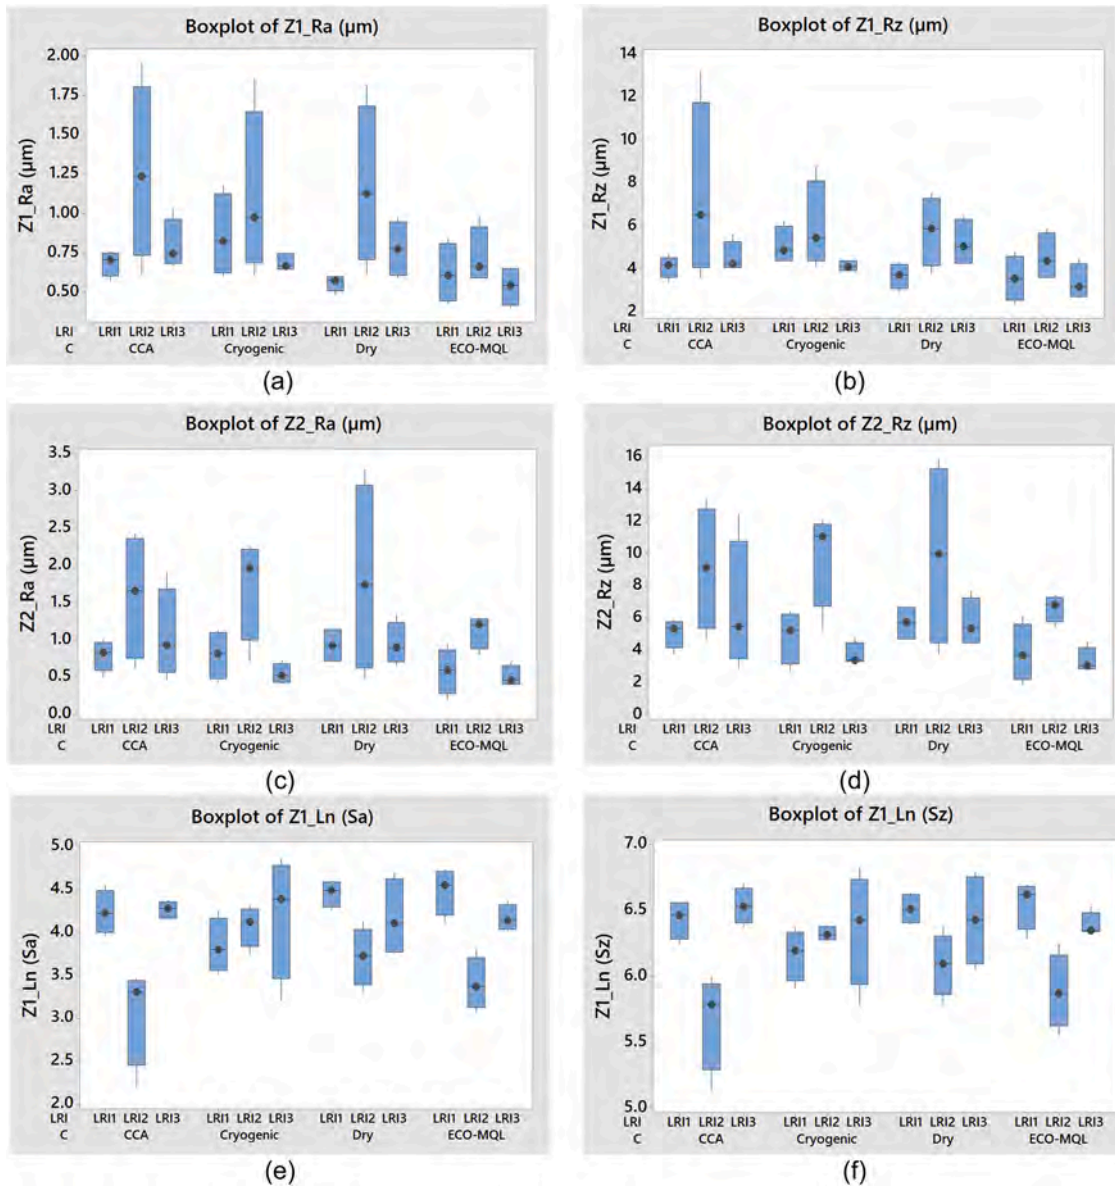 Boxplot of Z1_Ra (µm)
Z1_Ra (µm)
2.00
1.75
1.50
1.25
1.00
0.75
0.50
LRI LRI1 LRI2 LRI3 LRI1 LRI2 LRI3 LRI1 LRI2 LRI3 LRI1 LRI2 LRI3
C CCA Cryogenic Dry ECO-MQL
(a)
Boxplot of Z1_Rz (µm)
Z1_Rz (µm)
14
12
10
8
6
4
2
LRI LRI1 LRI2 LRI3 LRI1 LRI2 LRI3 LRI1 LRI2 LRI3 LRI1 LRI2 LRI3
C CCA Cryogenic Dry ECO-MQL
(b)
Boxplot of Z2_Ra (µm)
Z2_Ra (µm)
3.5
3.0
2.5
2.0
1.5
1.0
0.5
0.0
LRI LRI1 LRI2 LRI3 LRI1 LRI2 LRI3 LRI1 LRI2 LRI3 LRI1 LRI2 LRI3
C CCA Cryogenic Dry ECO-MQL
(c)
Boxplot of Z2_Rz (µm)
Z2_Rz (µm)
16
14
12
10
8
6
4
2
0
LRI LRI1 LRI2 LRI3 LRI1 LRI2 LRI3 LRI1 LRI2 LRI3 LRI1 LRI2 LRI3
C CCA Cryogenic Dry ECO-MQL
(d)
Boxplot of Z1_Ln (Sa)
Z1_Ln (Sa)
5.0
4.5
4.0
3.5
3.0
2.5
2.0
LRI LRI1 LRI2 LRI3 LRI1 LRI2 LRI3 LRI1 LRI2 LRI3 LRI1 LRI2 LRI3
C CCA Cryogenic Dry ECO-MQL
(e)
Boxplot of Z1_Ln (Sz)
Z1_Ln (Sz)
7.0
6.5
6.0
5.5
5.0
LRI LRI1 LRI2 LRI3 LRI1 LRI2 LRI3 LRI1 LRI2 LRI3 LRI1 LRI2 LRI3
C CCA Cryogenic Dry ECO-MQL
(f)